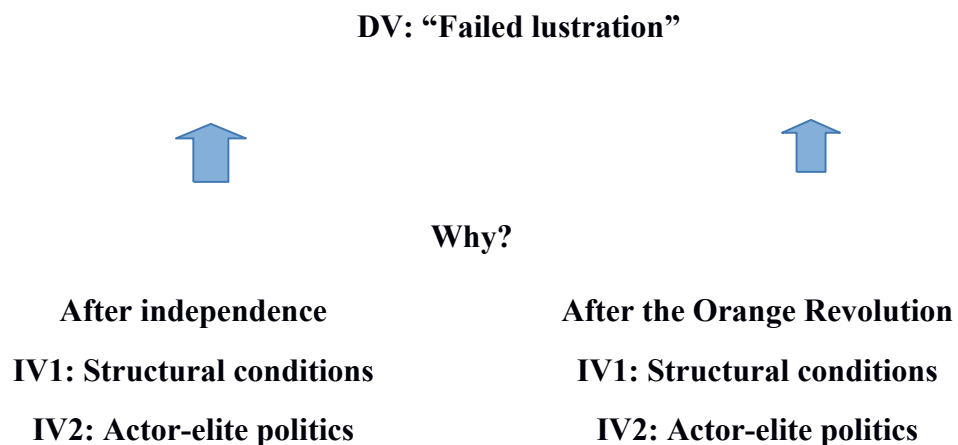 DV: “Failed lustration”
Why?
After independence
IV1: Structural conditions
IV2: Actor-elite politics
After the Orange Revolution
IV1: Structural conditions
IV2: Actor-elite politics